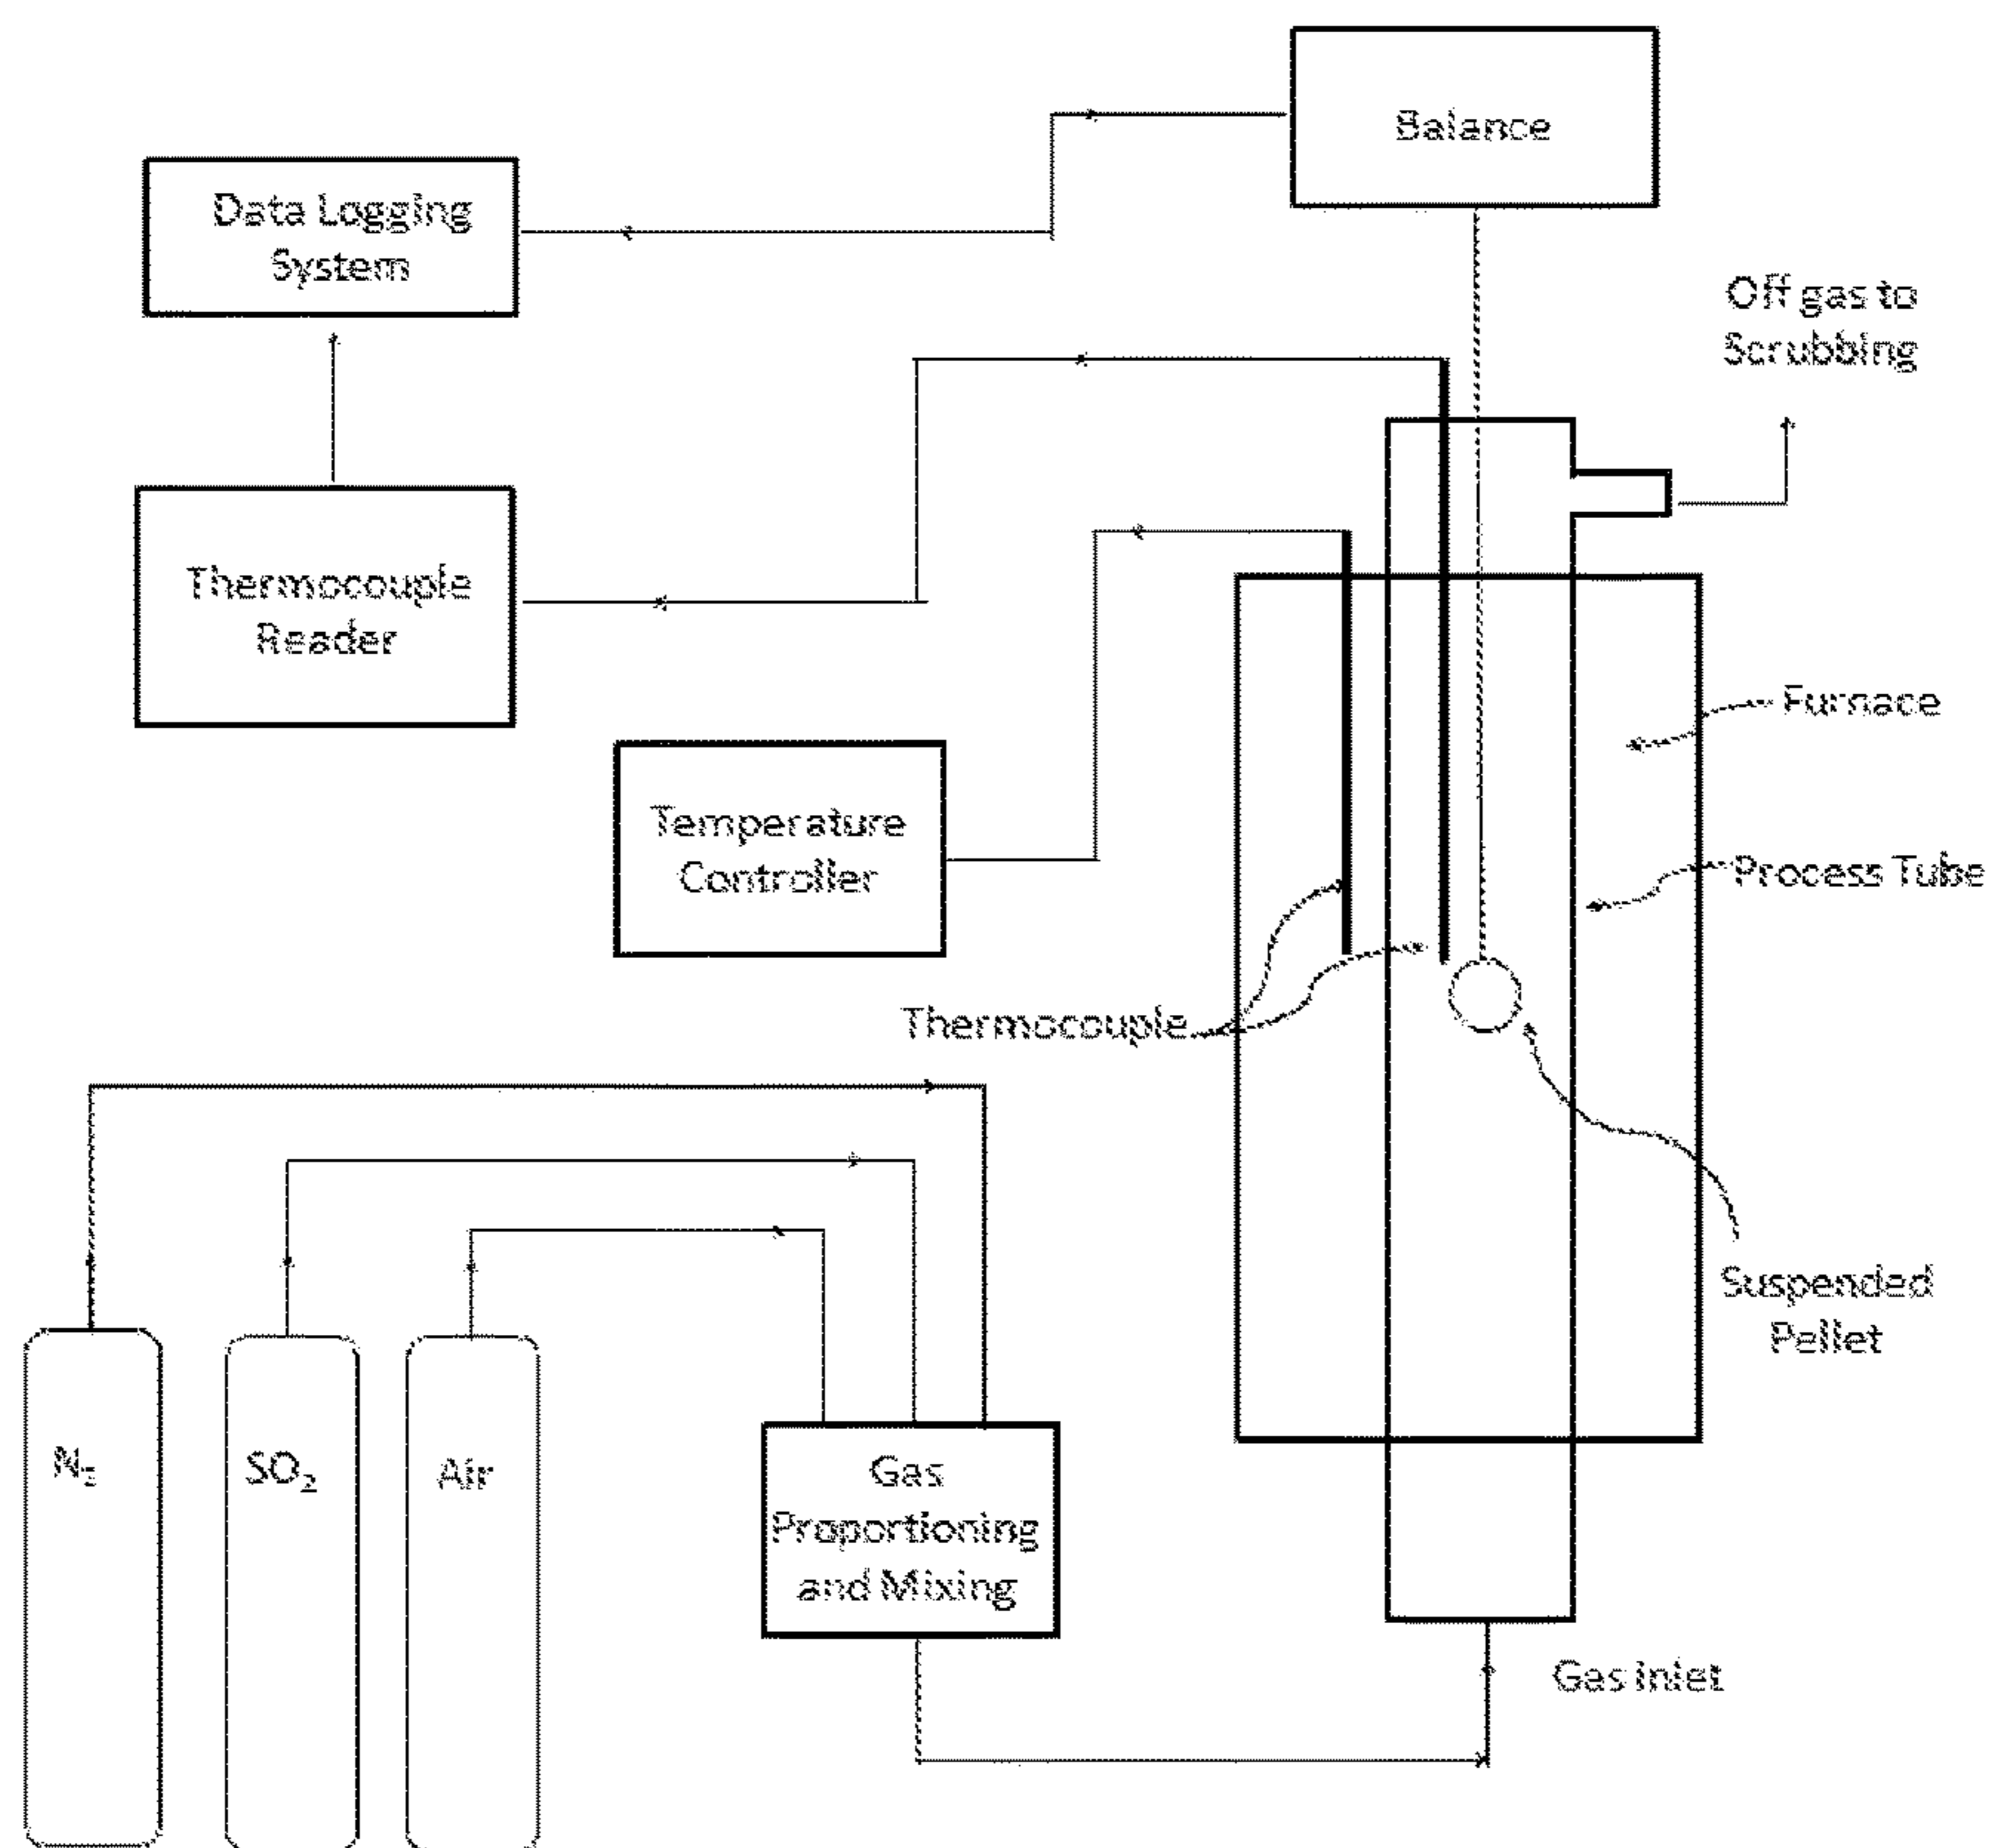 Balance
Data Logging
System
Off gas to
Scrubbing
Thermocouple
Reader
Furnace
Temperature
Controller
Process Tube
Thermocouple
Suspended
Pellet
N₂
SO₂
Air
Gas
Proportioning
and Mixing
Gas inlet